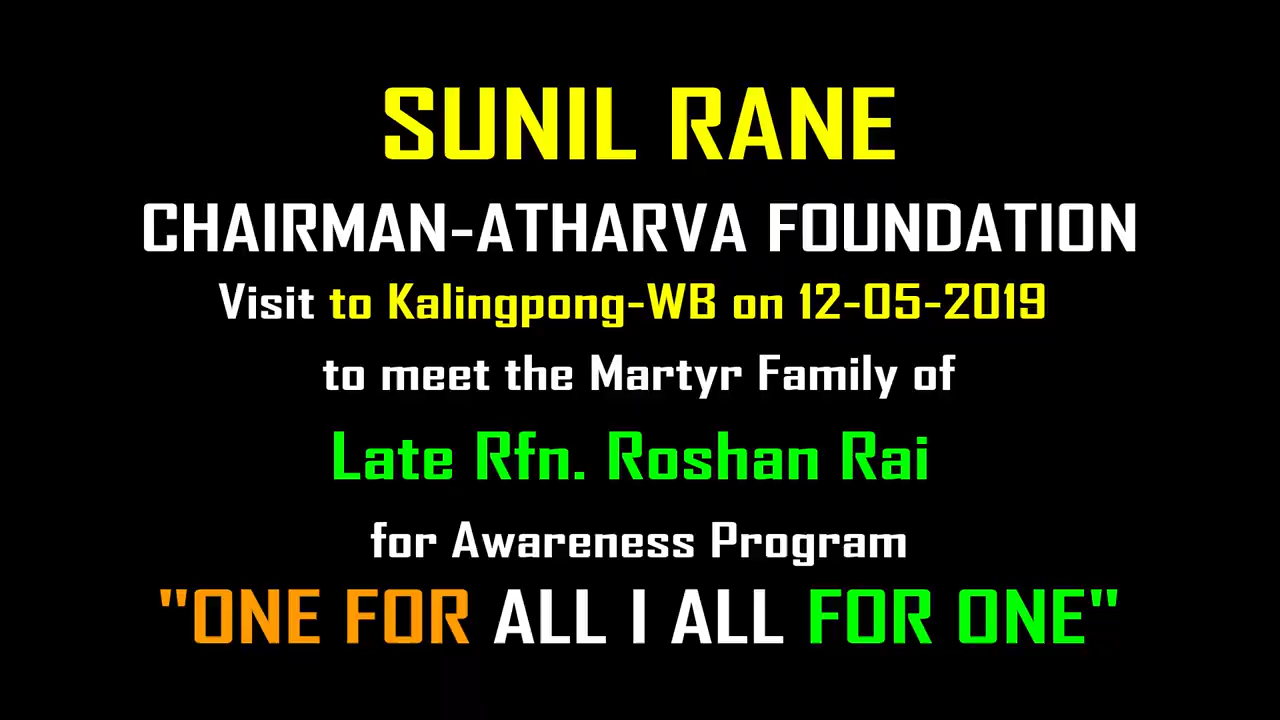 SUNIL RANE
CHAIRMAN-ATHARVA FOUNDATION
Visit to Kalingpong-WB on 12-05-2019
to meet the Martyr Family of
Late Rfn. Roshan Rai
for Awareness Program
"ONE FOR ALL I ALL FOR ONE"